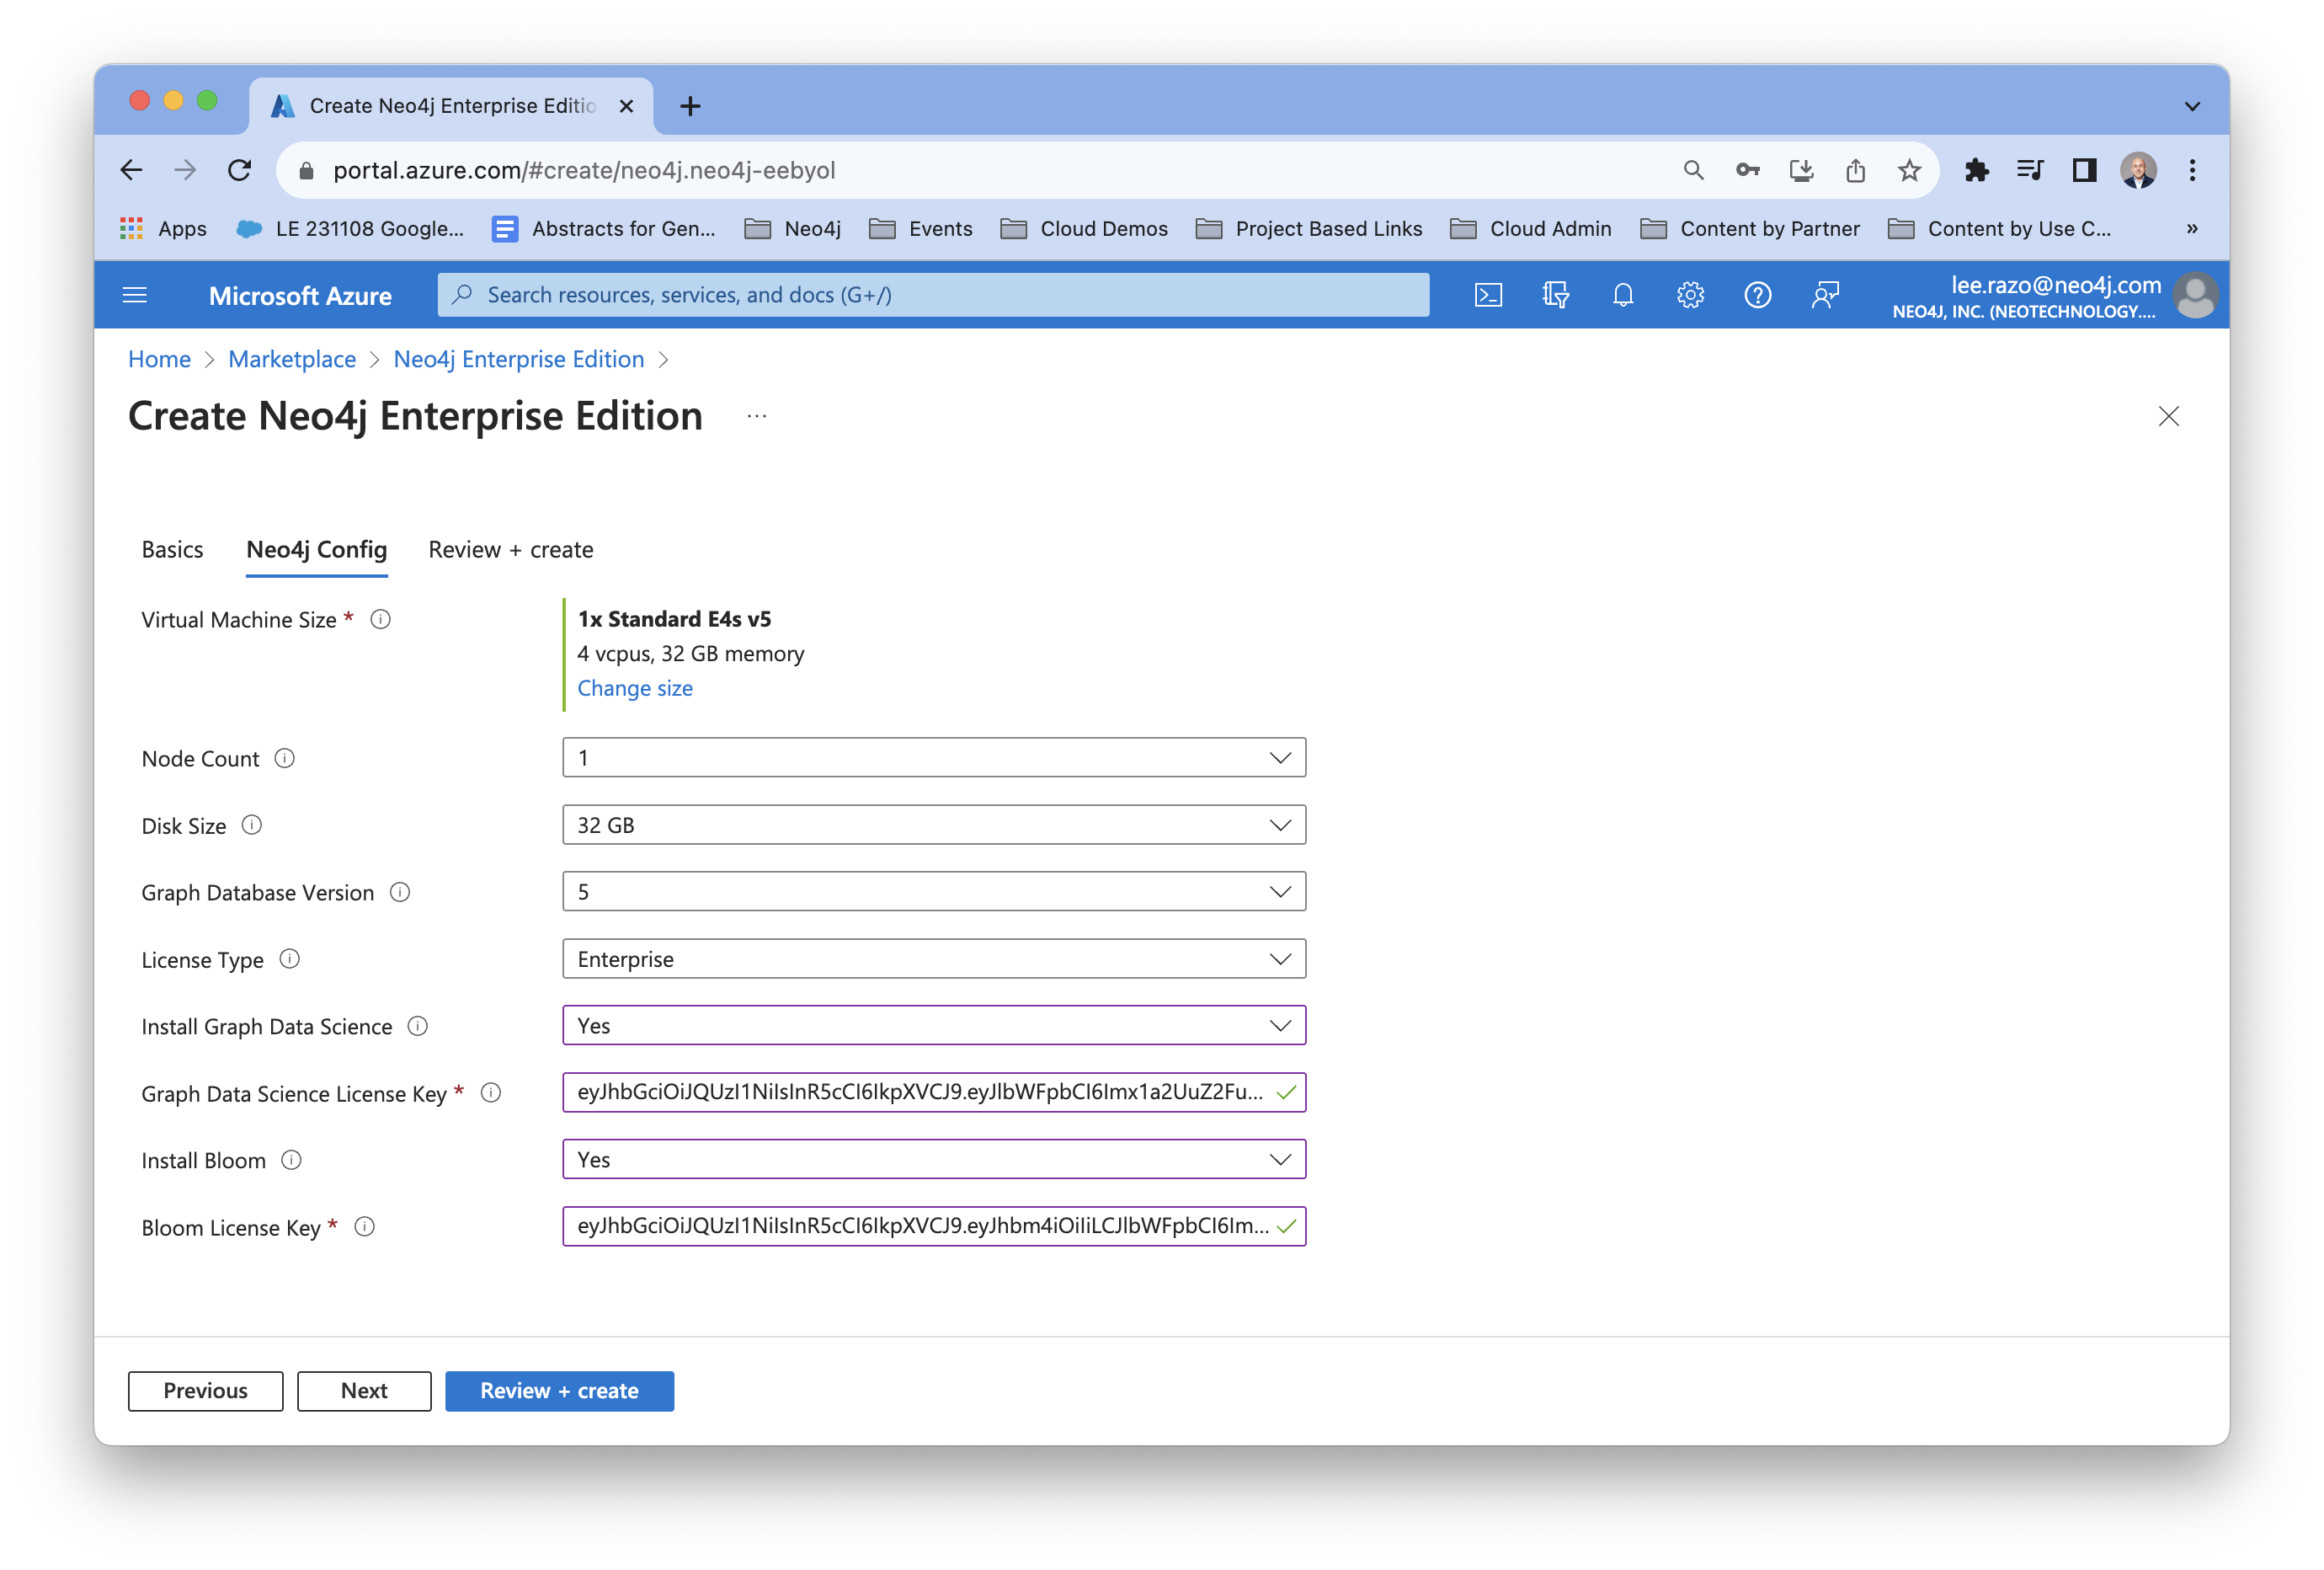 Create Neo4j Enterprise Editio
portal.azure.com/#create/neo4j.neo4j-eebyol
Apps LE 231108 Google... Abstracts for Gen... Neo4j Events Cloud Demos Project Based Links Cloud Admin Content by Partner Content by Use C... »
Microsoft Azure Search resources, services, and docs (G+/) lee.razo@neo4j.com
NEO4J, INC. (NEOTECHNOLOGY....
Home > Marketplace > Neo4j Enterprise Edition >
Create Neo4j Enterprise Edition ...
Basics Neo4j Config Review + create
Virtual Machine Size * 1x Standard E4s v5
4 vcpus, 32 GB memory
Change size
Node Count 1
Disk Size 32 GB
Graph Database Version 5
License Type Enterprise
Install Graph Data Science Yes
Graph Data Science License Key * eyJhbGciOiJQUzI1NiIsInR5cCI6IkpXVCJ9.eyJlbWFpbCI6Imx1a2UuZ2Fu...
Install Bloom Yes
Bloom License Key * eyJhbGciOiJQUzI1NiIsInR5cCI6IkpXVCJ9.eyJhbm4iOiIiLCJlbWFpbCI6Im...
Previous Next Review + create